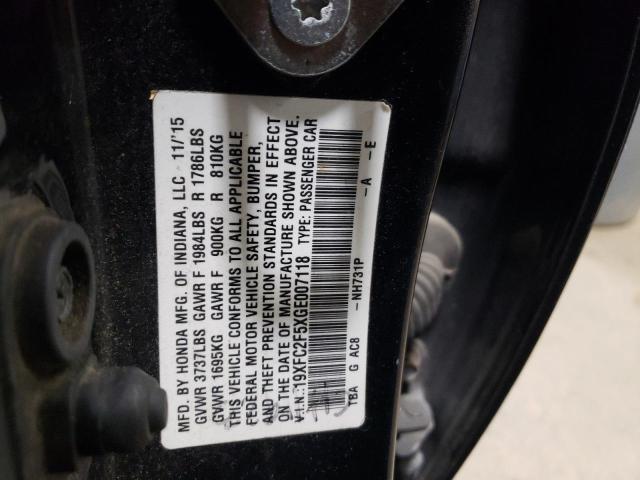 MFD. BY HONDA MFG. OF INDIANA, LLC 11/'15
GVWR 3737LBS GAWR F 1984LBS R 1786LBS
GVWR 1695KG GAWR F 900KG R 810KG
THIS VEHICLE CONFORMS TO ALL APPLICABLE
FEDERAL MOTOR VEHICLE SAFETY, BUMPER,
AND THEFT PREVENTION STANDARDS IN EFFECT
ON THE DATE OF MANUFACTURE SHOWN ABOVE.
V.I.N.:19XFC2F5XGE007118 TYPE: PASSENGER CAR
-NH731P -A -E
TBA G AC8